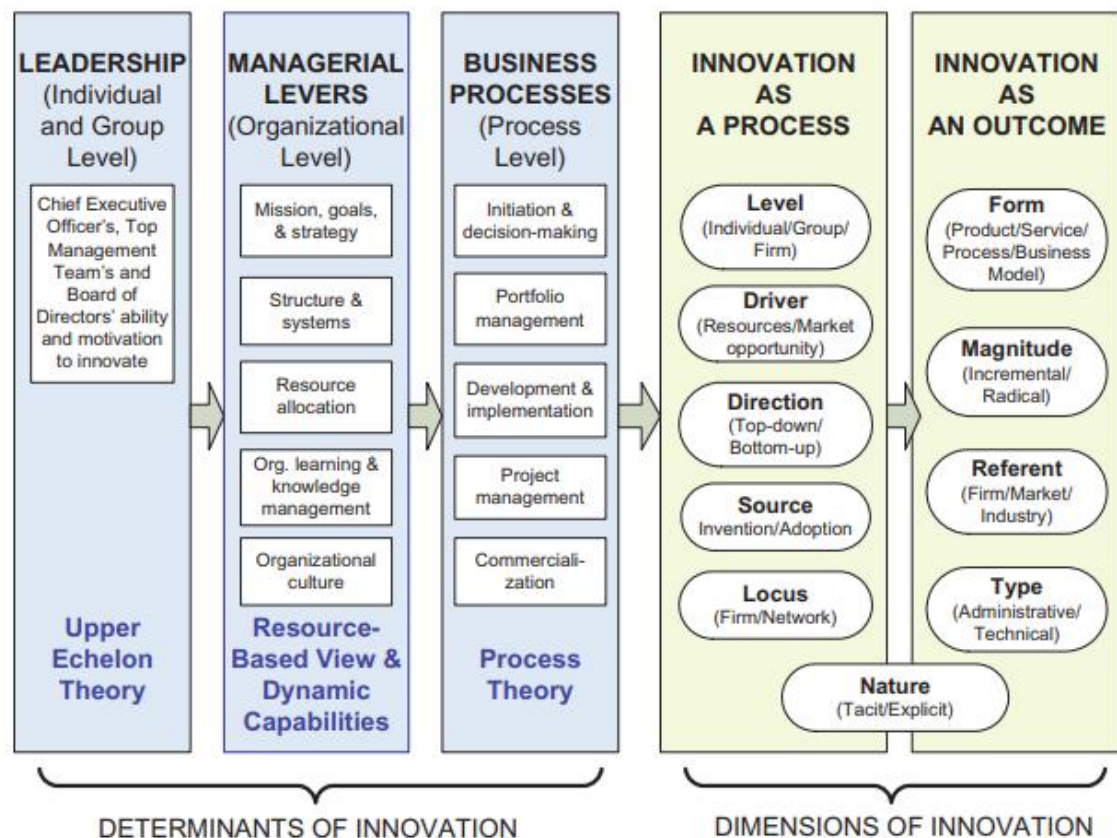 LEADERSHIP
(Individual
and Group
Level)
Chief Executive
Officer's, Top
Management
Team's and
Board of
Directors' ability
and motivation
to innovate
Upper
Echelon
Theory
MANAGERIAL
LEVERS
(Organizational
Level)
Mission, goals,
& strategy
Structure &
systems
Resource
allocation
Org. learning &
knowledge
management
Organizational
culture
Resource-
Based View &
Dynamic
Capabilities
BUSINESS
PROCESSES
(Process
Level)
Initiation &
decision-making
Portfolio
management
Development &
implementation
Project
management
Commerciali-
zation
Process
Theory
INNOVATION
AS
A PROCESS
Level
(Individual/Group/
Firm)
Driver
(Resources/Market
opportunity)
Direction
(Top-down/
Bottom-up)
Source
Invention/Adoption
Locus
(Firm/Network)
INNOVATION
AS
AN OUTCOME
Form
(Product/Service/
Process/Business
Model)
Magnitude
(Incremental/
Radical)
Referent
(Firm/Market/
Industry)
Type
(Administrative/
Technical)
Nature
(Tacit/Explicit)
DETERMINANTS OF INNOVATION
DIMENSIONS OF INNOVATION